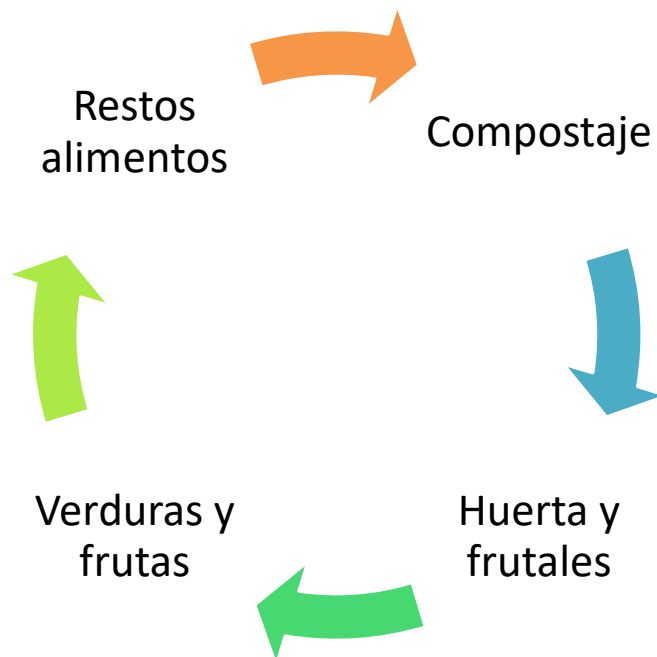 Restos
alimentos
Compostaje
Huerta y
frutales
Verduras y
frutas